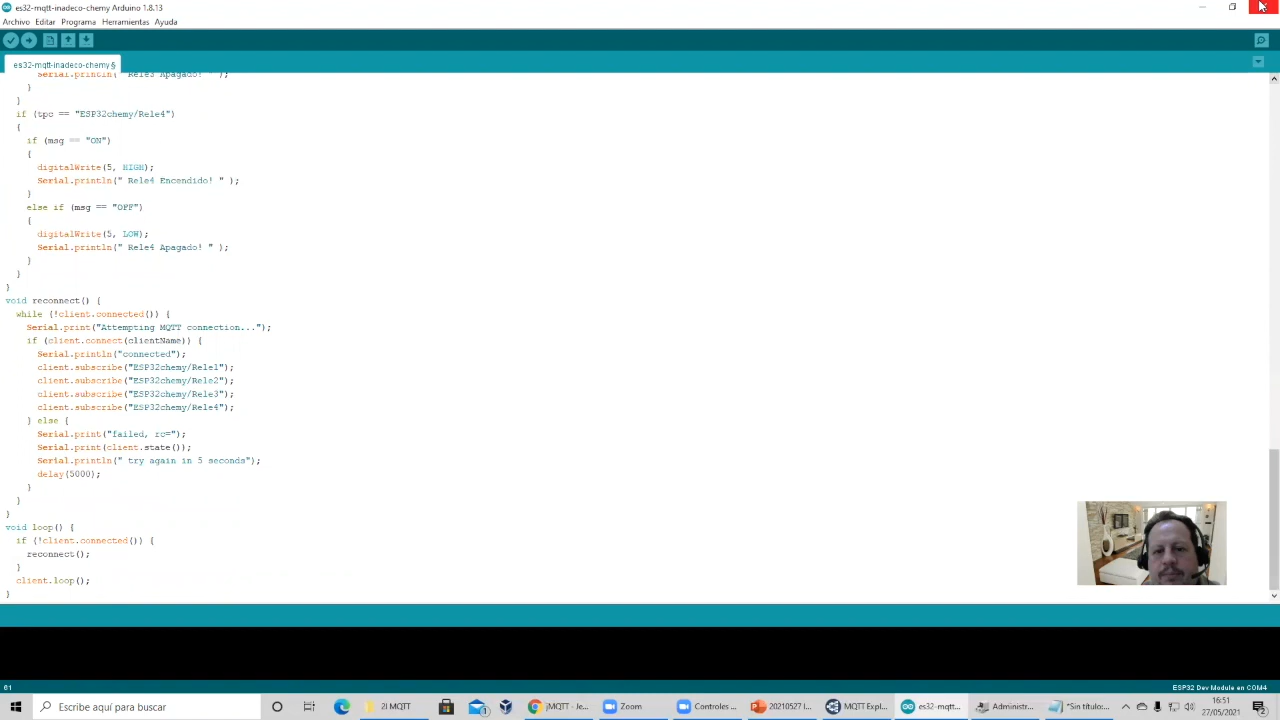 es32-mqtt-inadeco-chemy Arduino 1.8.13
Archivo Editar Programa Herramientas Ayuda
es32-mqtt-inadeco-chemy §
Serial.println(" Rele3 Apagado! " );
}
}
if (tpc == "ESP32chemy/Rele4")
{
if (msg == "ON")
{
digitalWrite(5, HIGH);
Serial.println(" Rele4 Encendido! " );
}
else if (msg == "OFF")
{
digitalWrite(5, LOW);
Serial.println(" Rele4 Apagado! " );
}
}
}
void reconnect() {
while (!client.connected()) {
Serial.print("Attempting MQTT connection...");
if (client.connect(clientName)) {
Serial.println("connected");
client.subscribe("ESP32chemy/Rele1");
client.subscribe("ESP32chemy/Rele2");
client.subscribe("ESP32chemy/Rele3");
client.subscribe("ESP32chemy/Rele4");
} else {
Serial.print("failed, rc=");
Serial.print(client.state());
Serial.println(" try again in 5 seconds");
delay(5000);
}
}
}
void loop() {
if (!client.connected()) {
reconnect();
}
client.loop();
}
61
ESP32 Dev Module en COM4
Escribe aquí para buscar
2I MQTT
jMQTT - Je...
Zoom
Controles ...
20210527 I...
MQTT Expl...
es32-mqtt...
Administr...
*Sin título:...
16:51
27/05/2021
2